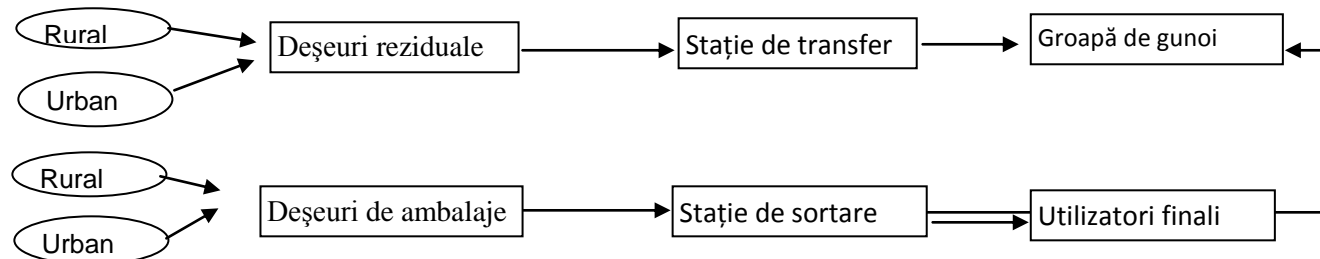 Rural
Deşeuri reziduale
Stație de transfer
Groapă de gunoi
Urban
Rural
Deşeuri de ambalaje
Stație de sortare
Utilizatori finali
Urban